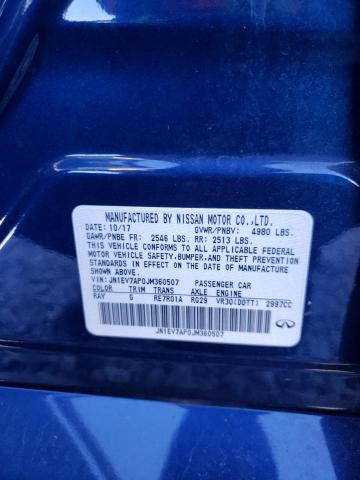 MANUFACTURED BY NISSAN MOTOR CO.,LTD.
DATE: 10/17 GVWR/PNBV: 4980 LBS.
GAWR/PNBE FR: 2546 LBS. RR: 2513 LBS.
THIS VEHICLE CONFORMS TO ALL APPLICABLE FEDERAL
MOTOR VEHICLE SAFETY,BUMPER,AND THEFT PREVENTION
STANDARDS IN EFFECT ON THE DATE OF MANUFACTURE
SHOWN ABOVE.
VIN:JN1EV7AP0JM360507 PASSENGER CAR
COLOR TRIM TRANS AXLE ENGINE
RAY G RE7R01A RG29 VR30(DDTT) 2997CC
JN1EV7AP0JM360507